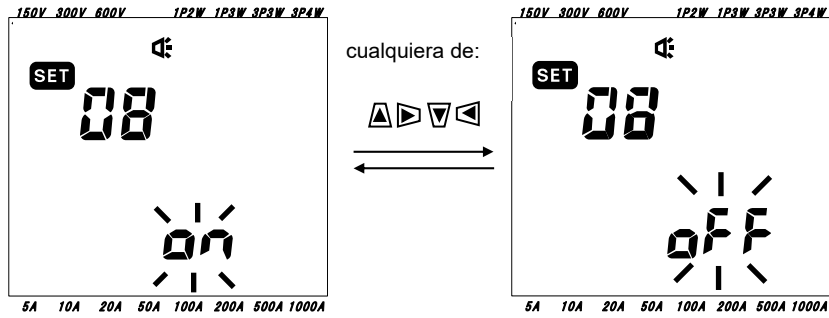 150V 300V 600V 1P2W 1P3W 3P3W 3P4W
SET
08
on
5A 10A 20A 50A 100A 200A 500A 1000A
cualquiera de:
150V 300V 600V 1P2W 1P3W 3P3W 3P4W
SET
08
oFF
5A 10A 20A 50A 100A 200A 500A 1000A